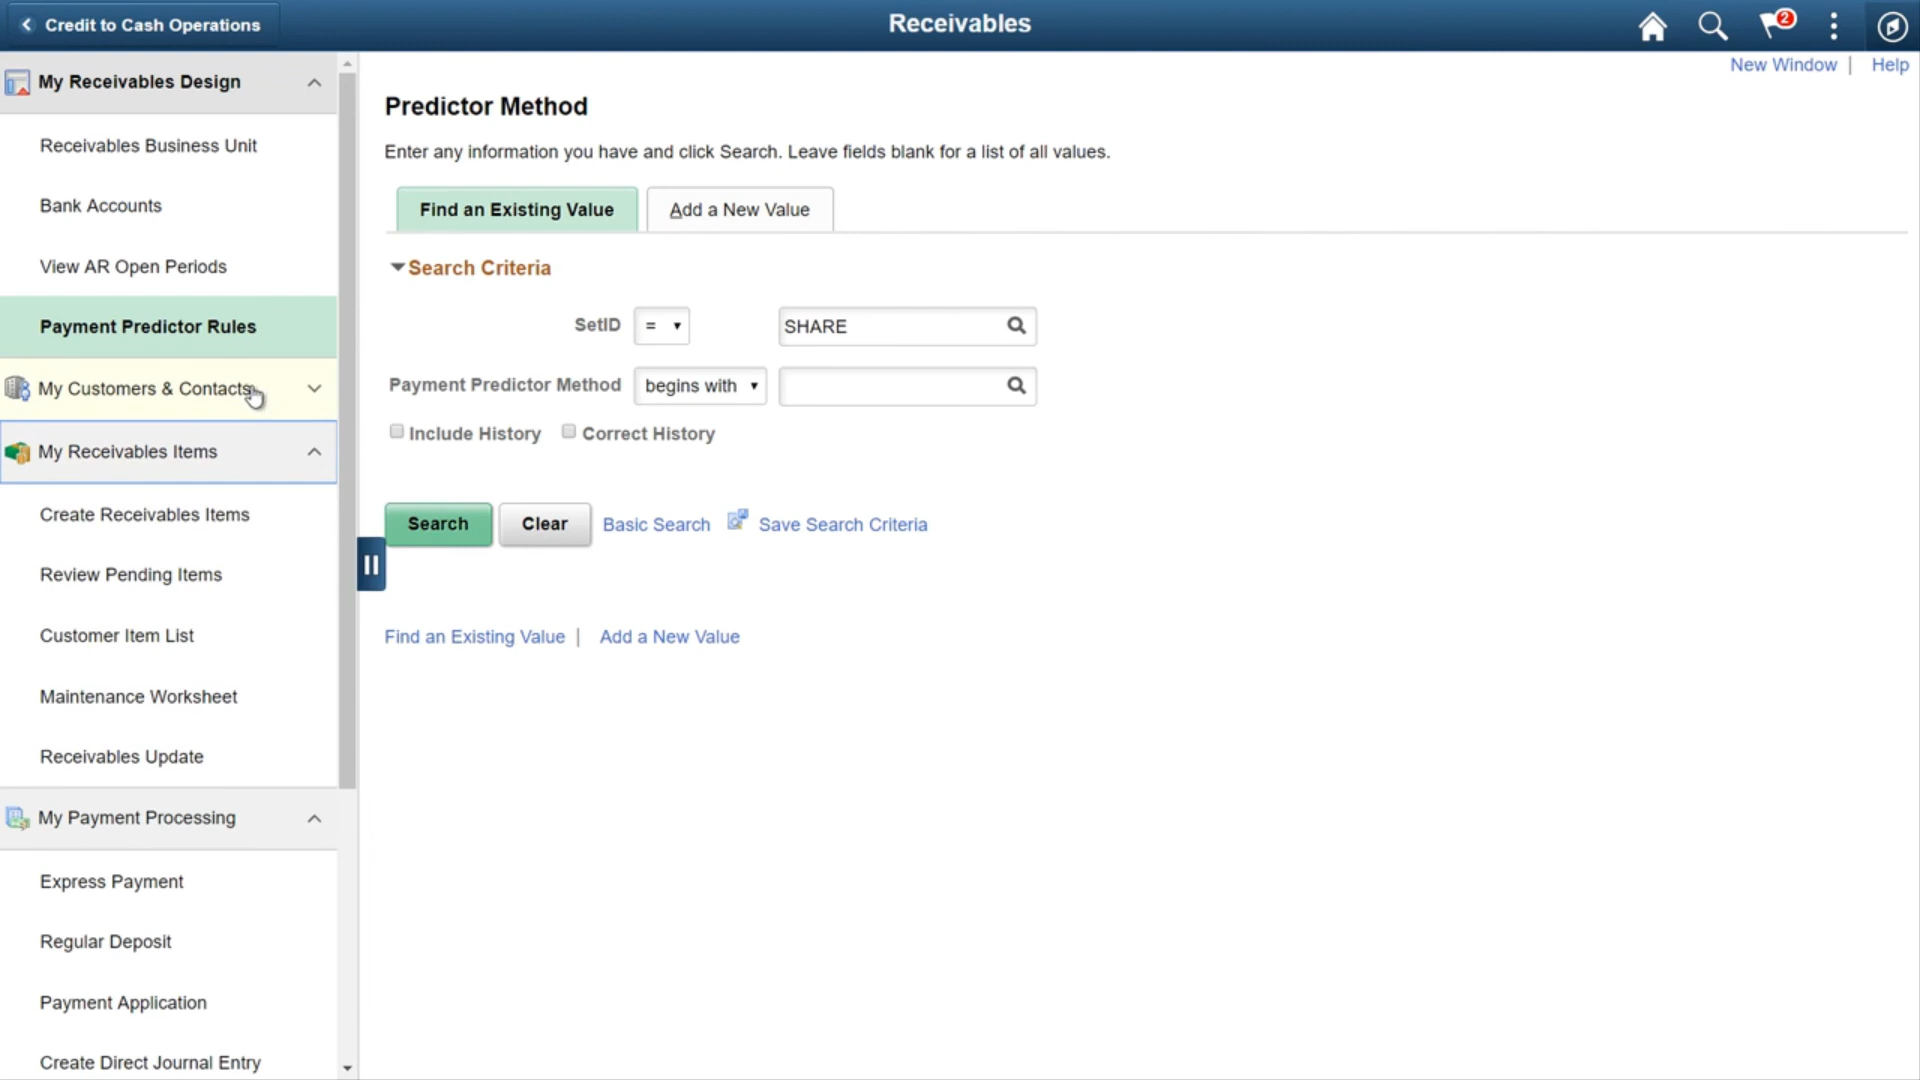 Credit to Cash Operations
Receivables
2
New Window | Help
My Receivables Design
Receivables Business Unit
Bank Accounts
View AR Open Periods
Payment Predictor Rules
My Customers & Contacts
My Receivables Items
Create Receivables Items
Review Pending Items
Customer Item List
Maintenance Worksheet
Receivables Update
My Payment Processing
Express Payment
Regular Deposit
Payment Application
Create Direct Journal Entry
Predictor Method
Enter any information you have and click Search. Leave fields blank for a list of all values.
Find an Existing Value Add a New Value
Search Criteria
SetID = SHARE
Payment Predictor Method begins with
Include History Correct History
Search Clear Basic Search Save Search Criteria
Find an Existing Value | Add a New Value